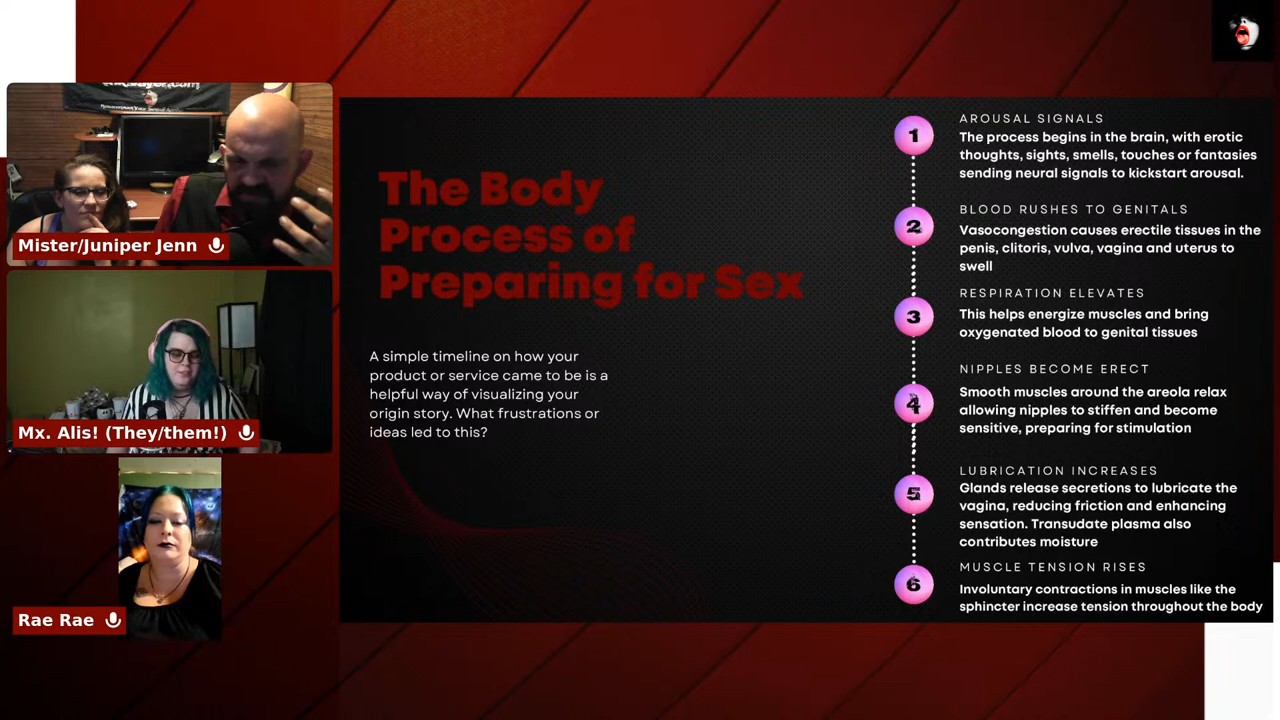 Mister/Juniper Jenn
Mx. Alis! (They/them!)
Rae Rae
The Body
Process of
Preparing for Sex
A simple timeline on how your
product or service came to be is a
helpful way of visualizing your
origin story. What frustrations or
ideas led to this?
1
AROUSAL SIGNALS
The process begins in the brain, with erotic
thoughts, sights, smells, touches or fantasies
sending neural signals to kickstart arousal.
2
BLOOD RUSHES TO GENITALS
Vasocongestion causes erectile tissues in the
penis, clitoris, vulva, vagina and uterus to
swell
3
RESPIRATION ELEVATES
This helps energize muscles and bring
oxygenated blood to genital tissues
4
NIPPLES BECOME ERECT
Smooth muscles around the areola relax
allowing nipples to stiffen and become
sensitive, preparing for stimulation
5
LUBRICATION INCREASES
Glands release secretions to lubricate the
vagina, reducing friction and enhancing
sensation. Transudate plasma also
contributes moisture
6
MUSCLE TENSION RISES
Involuntary contractions in muscles like the
sphincter increase tension throughout the body